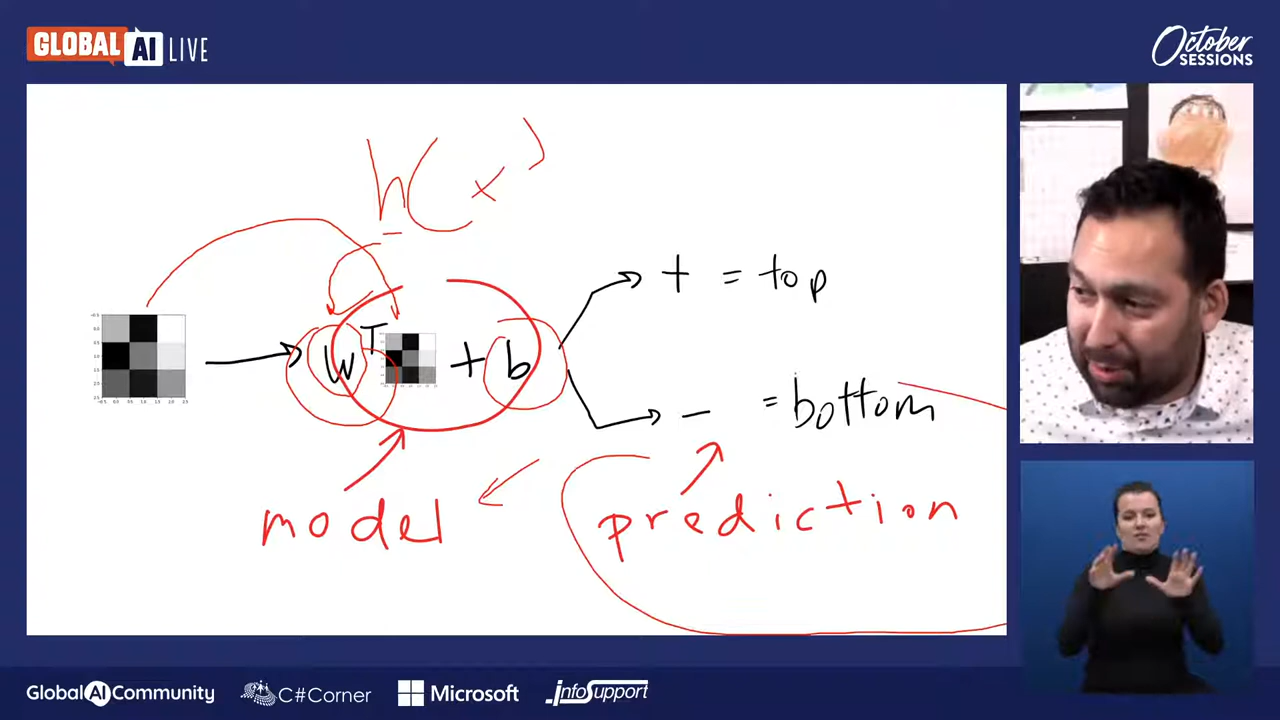 GLOBAL AI LIVE
October
SESSIONS
h(x)
w^T + b
+ = top
- = bottom
model
prediction
Global AI Community
C#Corner
Microsoft
infoSupport